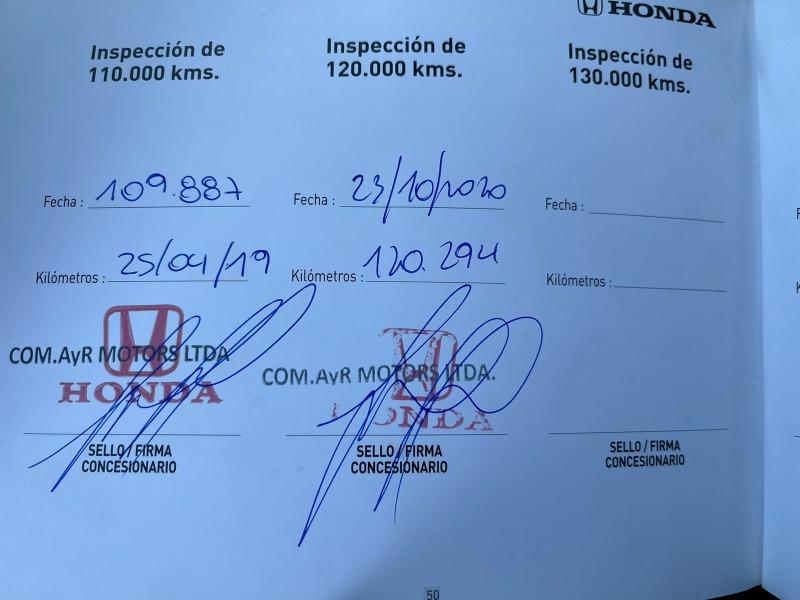 HONDA
Inspección de
110.000 kms.
Fecha : 109.887
Kilómetros : 25/04/19
COM.AyR MOTORS LTDA
HONDA
SELLO / FIRMA
CONCESIONARIO
Inspección de
120.000 kms.
Fecha : 23/10/2020
Kilómetros : 120.294
COM.AyR MOTORS LTDA.
HONDA
SELLO / FIRMA
CONCESIONARIO
Inspección de
130.000 kms.
Fecha :
Kilómetros :
SELLO / FIRMA
CONCESIONARIO
50